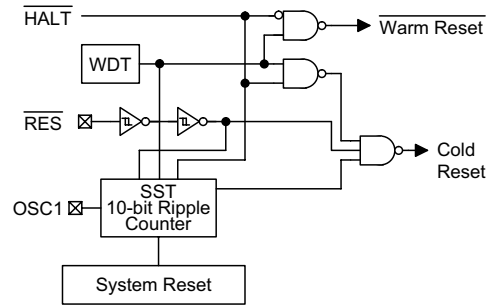 HALT
Warm Reset
WDT
RES
Cold
Reset
SST
10-bit Ripple
Counter
OSC1
System Reset